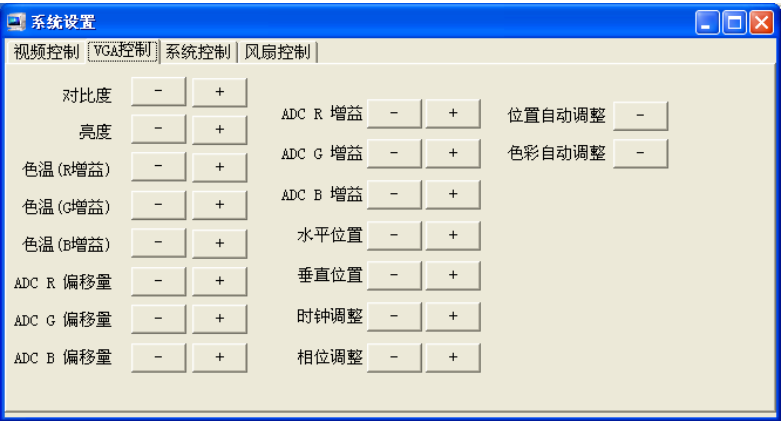 系统设置
视频控制 VGA控制 系统控制 风扇控制
对比度 - +
亮度 - +
色温(R增益) - +
色温(G增益) - +
色温(B增益) - +
ADC R 偏移量 - +
ADC G 偏移量 - +
ADC B 偏移量 - +
ADC R 增益 - +
ADC G 增益 - +
ADC B 增益 - +
水平位置 - +
垂直位置 - +
时钟调整 - +
相位调整 - +
位置自动调整 -
色彩自动调整 -